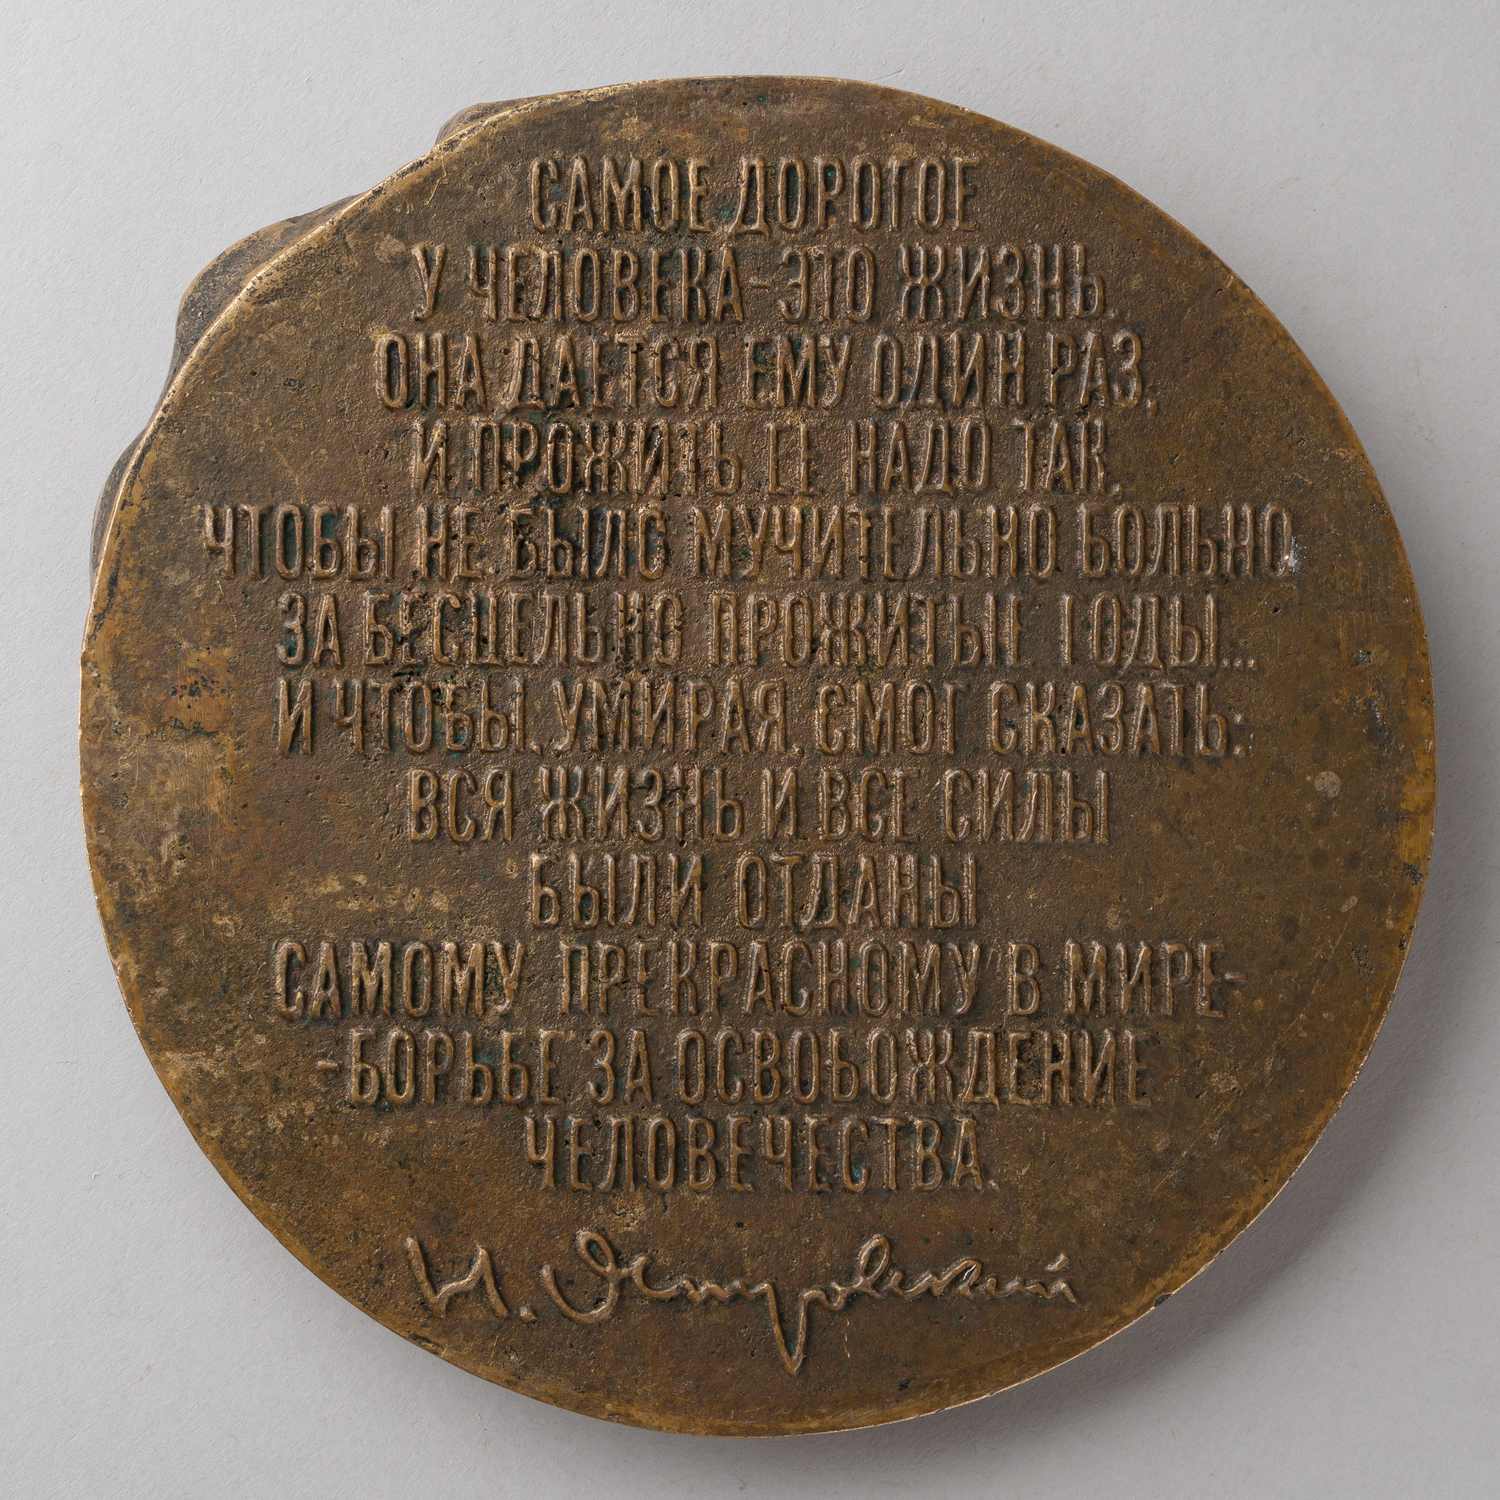 САМОЕ ДОРОГОЕ
У ЧЕЛОВЕКА-ЭТО ЖИЗНЬ.
ОНА ДАЕТСЯ ЕМУ ОДИН РАЗ,
И ПРОЖИТЬ ЕЕ НАДО ТАК,
ЧТОБЫ НЕ БЫЛО МУЧИТЕЛЬНО БОЛЬНО
ЗА БЕСЦЕЛЬНО ПРОЖИТЫЕ ГОДЫ...
И ЧТОБЫ, УМИРАЯ, СМОГ СКАЗАТЬ:
ВСЯ ЖИЗНЬ И ВСЕ СИЛЫ
БЫЛИ ОТДАНЫ
САМОМУ ПРЕКРАСНОМУ В МИРЕ-
-БОРЬБЕ ЗА ОСВОБОЖДЕНИЕ
ЧЕЛОВЕЧЕСТВА.
Н. Островский